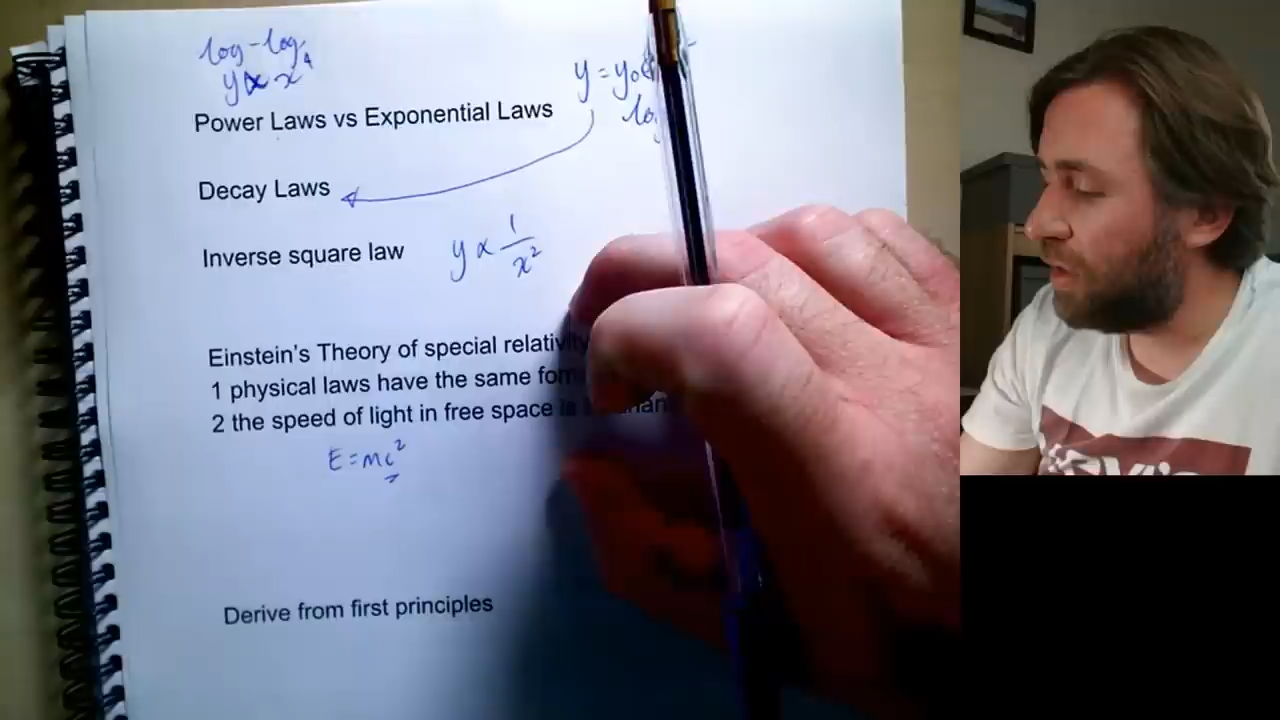 log-log
y∝x⁴
y=y₀
Power Laws vs Exponential Laws
Decay Laws
Inverse square law y∝1/x²
Einstein's Theory of special relativity
1 physical laws have the same
2 the speed of light in free space
E=mc²
Derive from first principles